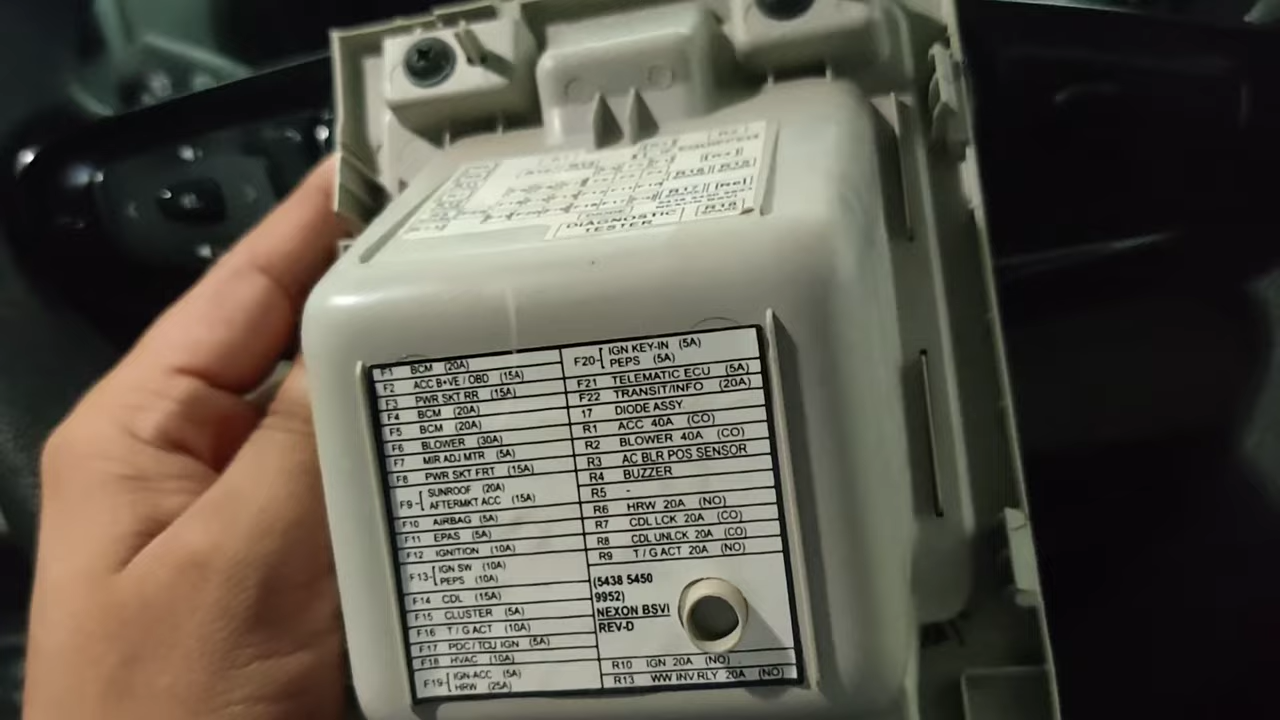 DIAGNOSTIC
TESTER
F1 BCM (20A)
F2 ACC B+VE / OBD (15A)
F3 PWR SKT RR (15A)
F4 BCM (20A)
F5 BCM (20A)
F6 BLOWER (30A)
F7 MIR ADJ MTR (5A)
F8 PWR SKT FRT (15A)
F9 SUNROOF (20A)
AFTERMKT ACC (15A)
F10 AIRBAG (5A)
F11 EPAS (5A)
F12 IGNITION (10A)
F13 IGN SW (10A)
PEPS (10A)
F14 CDL (15A)
F15 CLUSTER (5A)
F16 T / G ACT (10A)
F17 PDC / TCU IGN (5A)
F18 HVAC (10A)
F19 IGN-ACC (5A)
HRW (25A)
F20 IGN KEY-IN (5A)
PEPS (5A)
F21 TELEMATIC ECU (5A)
F22 TRANSIT/INFO (20A)
17 DIODE ASSY
R1 ACC 40A (CO)
R2 BLOWER 40A (CO)
R3 AC BLR POS SENSOR
R4 BUZZER
R5 -
R6 HRW 20A (NO)
R7 CDL LCK 20A (CO)
R8 CDL UNLCK 20A (CO)
R9 T / G ACT 20A (NO)
(5438 5450
9952)
NEXON BSVI
REV-D
R10 IGN 20A (NO)
R13 WW INV RLY 20A (NO)